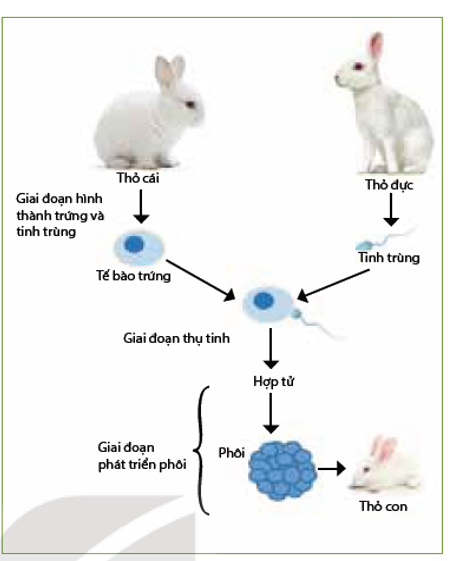 Thỏ cái
Thỏ đực
Giai đoạn hình
thành trứng và
tinh trùng
Tế bào trứng
Tinh trùng
Giai đoạn thụ tinh
Hợp tử
Giai đoạn
phát triển phôi
Phôi
Thỏ con